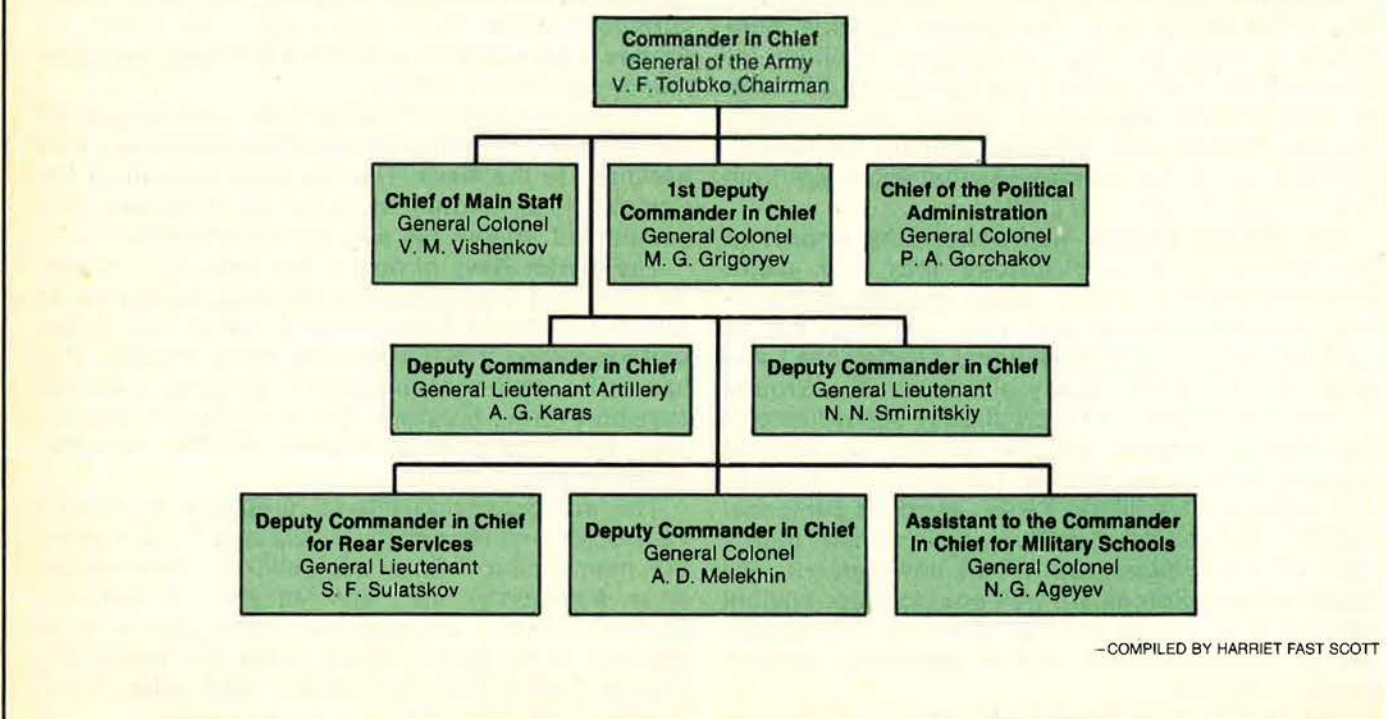 Commander in Chief
General of the Army
V. F. Tolubko, Chairman
Chief of Main Staff
General Colonel
V. M. Vishenkov
1st Deputy
Commander in Chief
General Colonel
M. G. Grigoryev
Chief of the Political
Administration
General Colonel
P. A. Gorchakov
Deputy Commander in Chief
General Lieutenant Artillery
A. G. Karas
Deputy Commander in Chief
General Lieutenant
N. N. Smirnitskiy
Deputy Commander in Chief
for Rear Services
General Lieutenant
S. F. Sulatskov
Deputy Commander in Chief
General Colonel
A. D. Melekhin
Assistant to the Commander
in Chief for Military Schools
General Colonel
N. G. Ageyev
—COMPILED BY HARRIET FAST SCOTT